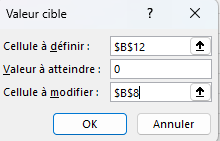 Valeur cible ? X
Cellule à définir : $B$12
Valeur à atteindre : 0
Cellule à modifier : $B$8
OK Annuler